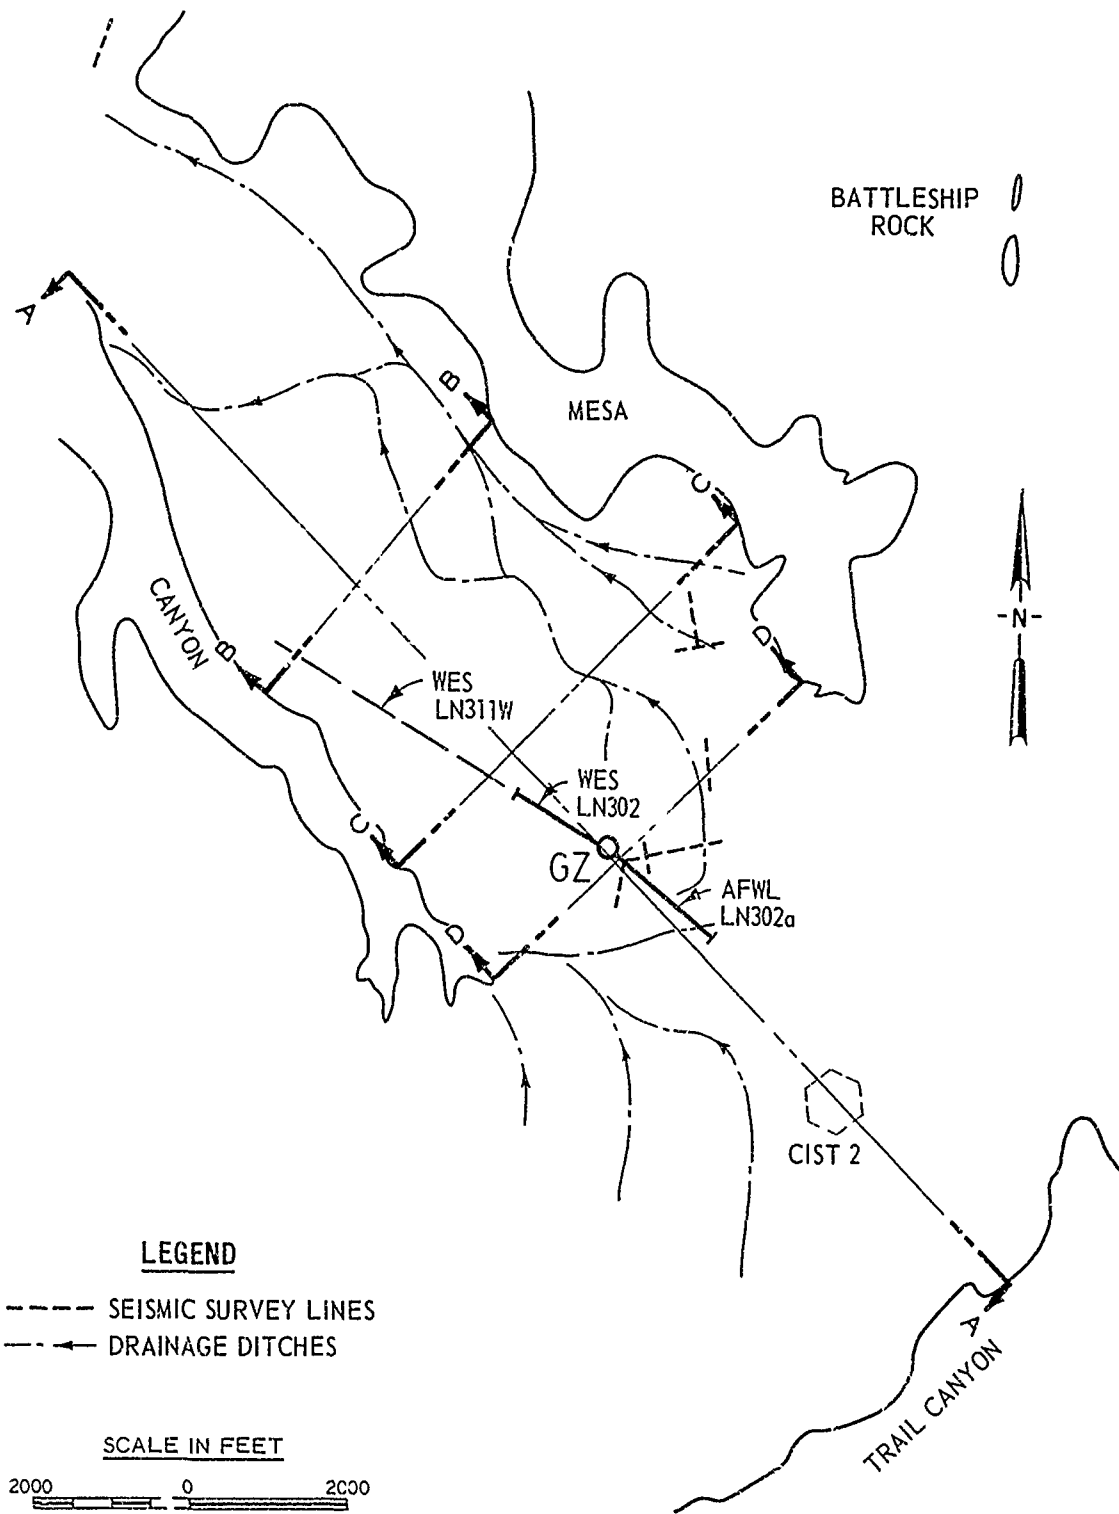 BATTLESHIP
ROCK
A
B
MESA
C
-N-
CANYON
B
D
WES
LN311W
WES
LN302
C
GZ
AFWL
LN302a
D
CIST 2
A
TRAIL CANYON
LEGEND
SEISMIC SURVEY LINES
DRAINAGE DITCHES
SCALE IN FEET
2000 0 2000